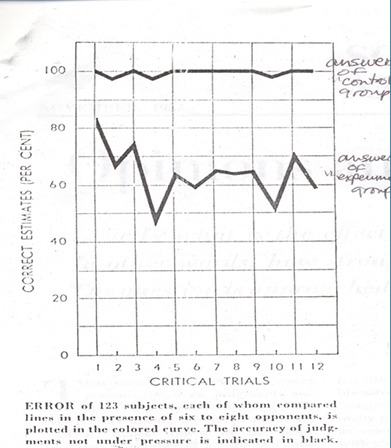 100
80
60
40
20
0
CORRECT ESTIMATES (PER CENT)
answer
of
control
group
answer
of
group
1 2 3 4 5 6 7 8 9 10 11 12
CRITICAL TRIALS
ERROR of 123 subjects, each of whom compared
lines in the presence of six to eight opponents, is
plotted in the colored curve. The accuracy of judg-
ments not under pressure is indicated in black.